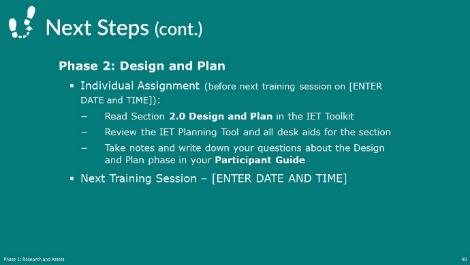 Next Steps (cont.)
Phase 2: Design and Plan
▪ Individual Assignment (before next training session on [ENTER
DATE and TIME]):
– Read Section 2.0 Design and Plan in the IET Toolkit
– Review the IET Planning Tool and all desk aids for the section
– Take notes and write down your questions about the Design
and Plan phase in your Participant Guide
▪ Next Training Session – [ENTER DATE AND TIME]
Phase 1: Research and Assess